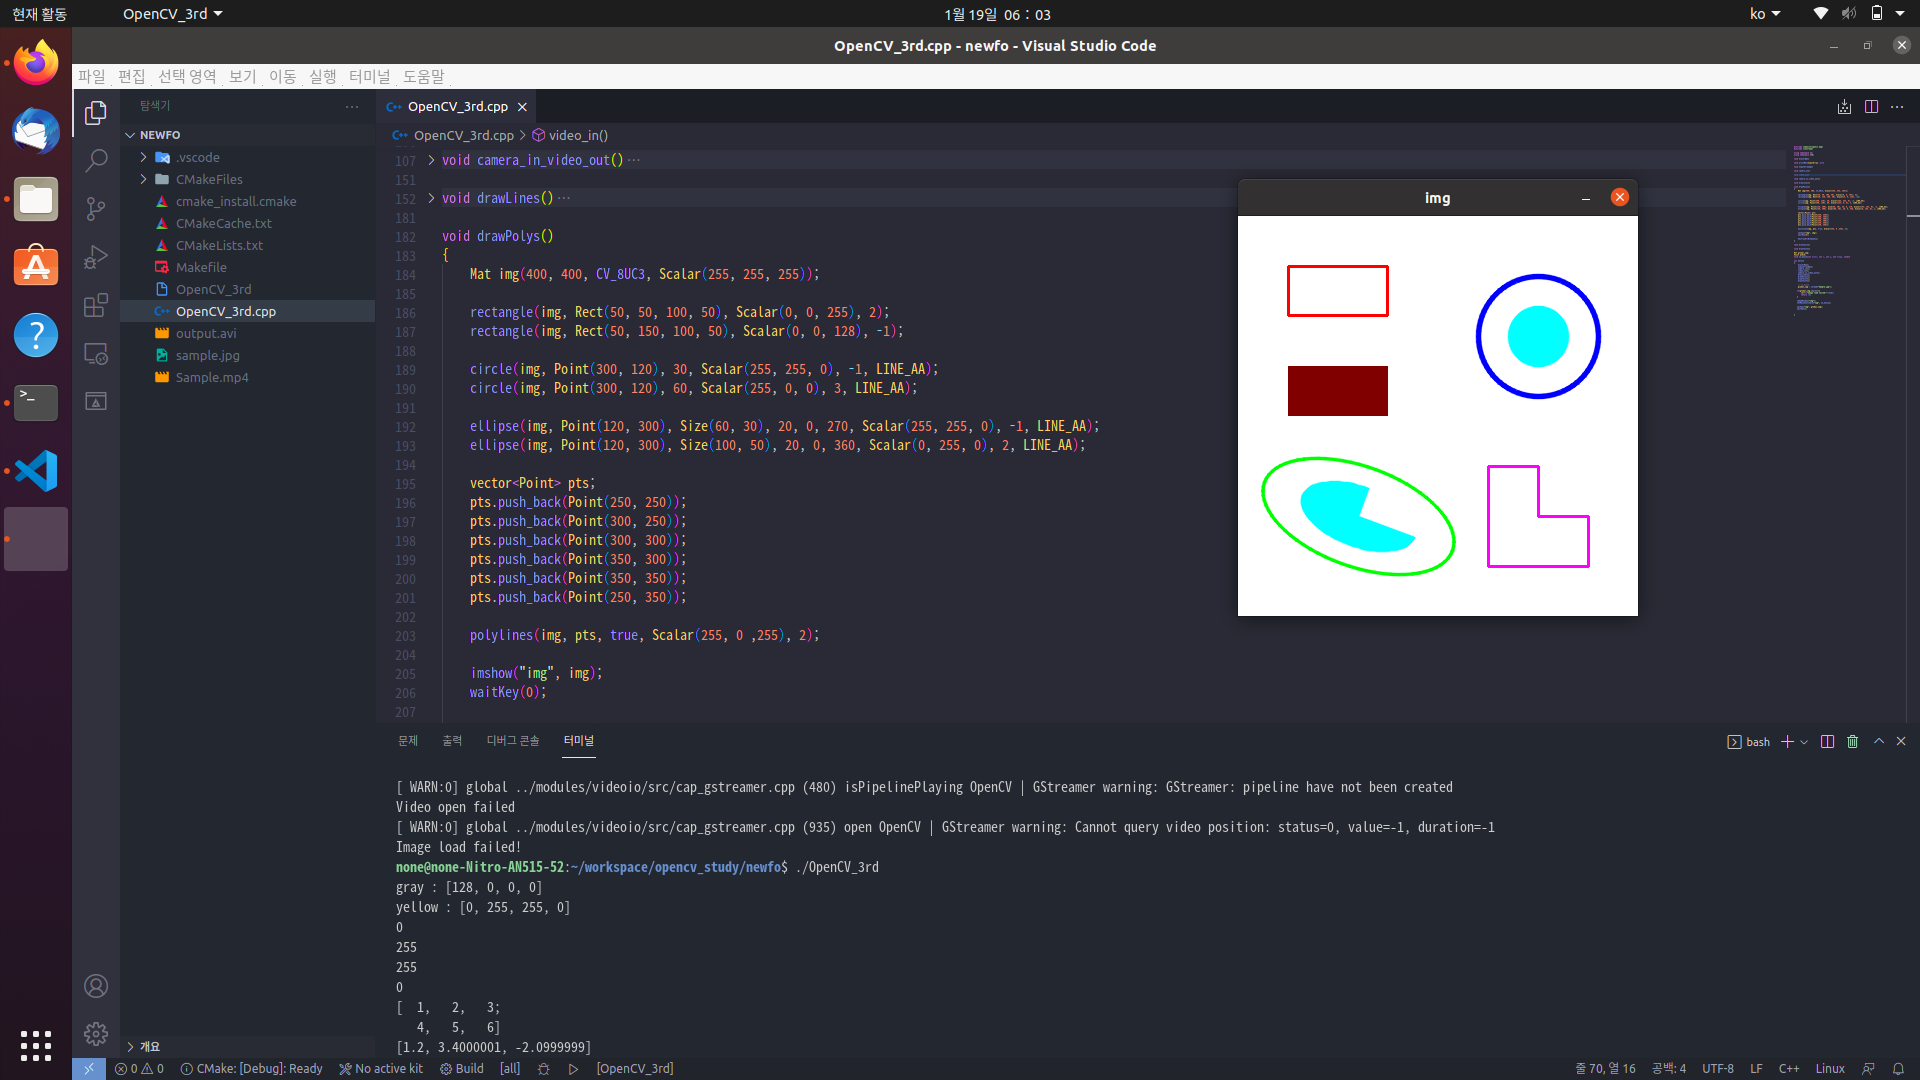 현재 활동
OpenCV_3rd
1월 19일 06 : 03
ko
OpenCV_3rd.cpp - newfo - Visual Studio Code
파일 편집 선택 영역 보기 이동 실행 터미널 도움말
탐색기
NEWFO
.vscode
CMakeFiles
cmake_install.cmake
CMakeCache.txt
CMakeLists.txt
Makefile
OpenCV_3rd
OpenCV_3rd.cpp
output.avi
sample.jpg
Sample.mp4
개요
OpenCV_3rd.cpp
OpenCV_3rd.cpp > video_in()
107 void camera_in_video_out() ···
151
152 void drawLines() ···
181
182 void drawPolys()
183 {
184 Mat img(400, 400, CV_8UC3, Scalar(255, 255, 255));
185
186 rectangle(img, Rect(50, 50, 100, 50), Scalar(0, 0, 255), 2);
187 rectangle(img, Rect(50, 150, 100, 50), Scalar(0, 0, 128), -1);
188
189 circle(img, Point(300, 120), 30, Scalar(255, 255, 0), -1, LINE_AA);
190 circle(img, Point(300, 120), 60, Scalar(255, 0, 0), 3, LINE_AA);
191
192 ellipse(img, Point(120, 300), Size(60, 30), 20, 0, 270, Scalar(255, 255, 0), -1, LINE_AA);
193 ellipse(img, Point(120, 300), Size(100, 50), 20, 0, 360, Scalar(0, 255, 0), 2, LINE_AA);
194
195 vector<Point> pts;
196 pts.push_back(Point(250, 250));
197 pts.push_back(Point(300, 250));
198 pts.push_back(Point(300, 300));
199 pts.push_back(Point(350, 300));
200 pts.push_back(Point(350, 350));
201 pts.push_back(Point(250, 350));
202
203 polylines(img, pts, true, Scalar(255, 0 ,255), 2);
204
205 imshow("img", img);
206 waitKey(0);
207
img
문제 출력 디버그 콘솔 터미널
bash
[ WARN:0] global ../modules/videoio/src/cap_gstreamer.cpp (480) isPipelinePlaying OpenCV | GStreamer warning: GStreamer: pipeline have not been created
Video open failed
[ WARN:0] global ../modules/videoio/src/cap_gstreamer.cpp (935) open OpenCV | GStreamer warning: Cannot query video position: status=0, value=-1, duration=-1
Image load failed!
none@none-Nitro-AN515-52:~/workspace/opencv_study/newfo$ ./OpenCV_3rd
gray : [128, 0, 0, 0]
yellow : [0, 255, 255, 0]
0
255
255
0
[ 1, 2, 3;
4, 5, 6]
[1.2, 3.4000001, -2.0999999]
0 0 CMake: [Debug]: Ready No active kit Build [all] [OpenCV_3rd]
줄 70, 열 16 공백: 4 UTF-8 LF C++ Linux